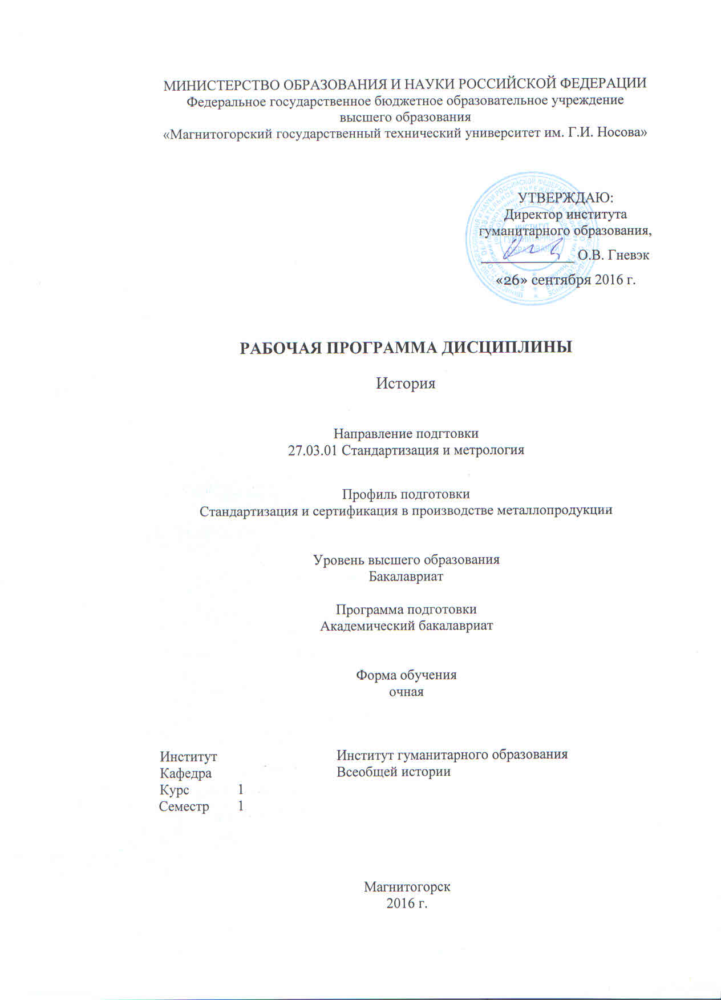 МИНИСТЕРСТВО ОБРАЗОВАНИЯ И НАУКИ РОССИЙСКОЙ ФЕДЕРАЦИИ
Федеральное государственное бюджетное образовательное учреждение
высшего образования
«Магнитогорский государственный технический университет им. Г.И. Носова»
УТВЕРЖДАЮ:
Директор института
гуманитарного образования,
О.В. Гневэк
«26» сентября 2016 г.
ИНСТИТУТ
ГУМАНИТАРНОГО
ОБРАЗОВАНИЯ
РАБОЧАЯ ПРОГРАММА ДИСЦИПЛИНЫ
История
Направление подгтовки
27.03.01 Стандартизация и метрология
Профиль подготовки
Стандартизация и сертификация в производстве металлопродукции
Уровень высшего образования
Бакалавриат
Программа подготовки
Академический бакалавриат
Форма обучения
очная
Институт Институт гуманитарного образования
Кафедра Всеобщей истории
Курс 1
Семестр 1
Магнитогорск
2016 г.